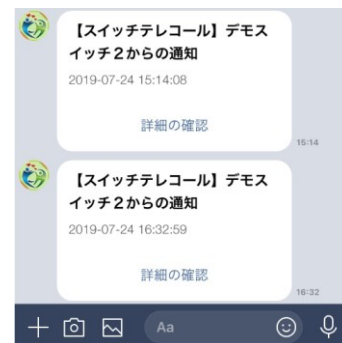 【スイッチテレコール】デモス
イッチ２からの通知
2019-07-24 15:14:08
詳細の確認
15:14
【スイッチテレコール】デモス
イッチ２からの通知
2019-07-24 16:32:59
詳細の確認
16:32
Aa